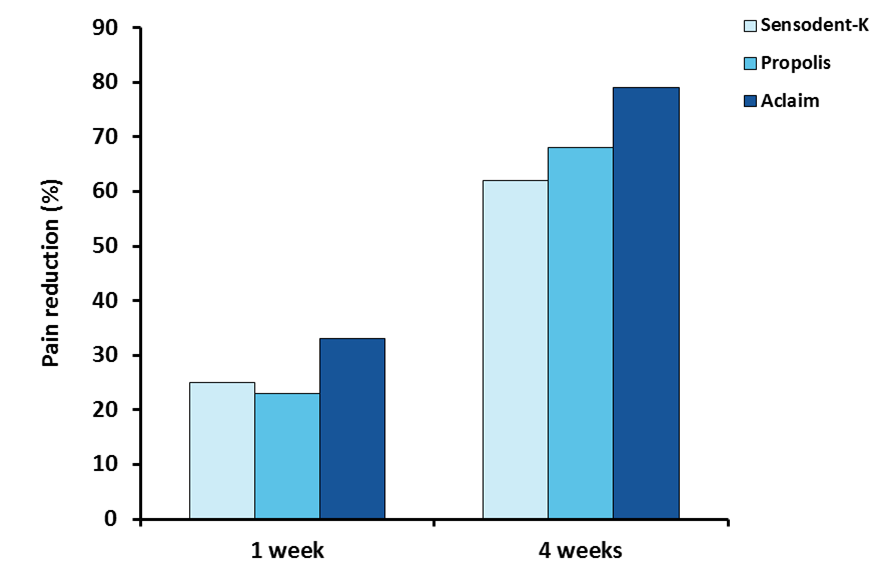 Pain reduction (%)
90
80
70
60
50
40
30
20
10
0
1 week
4 weeks
Sensodent-K
Propolis
Aclaim